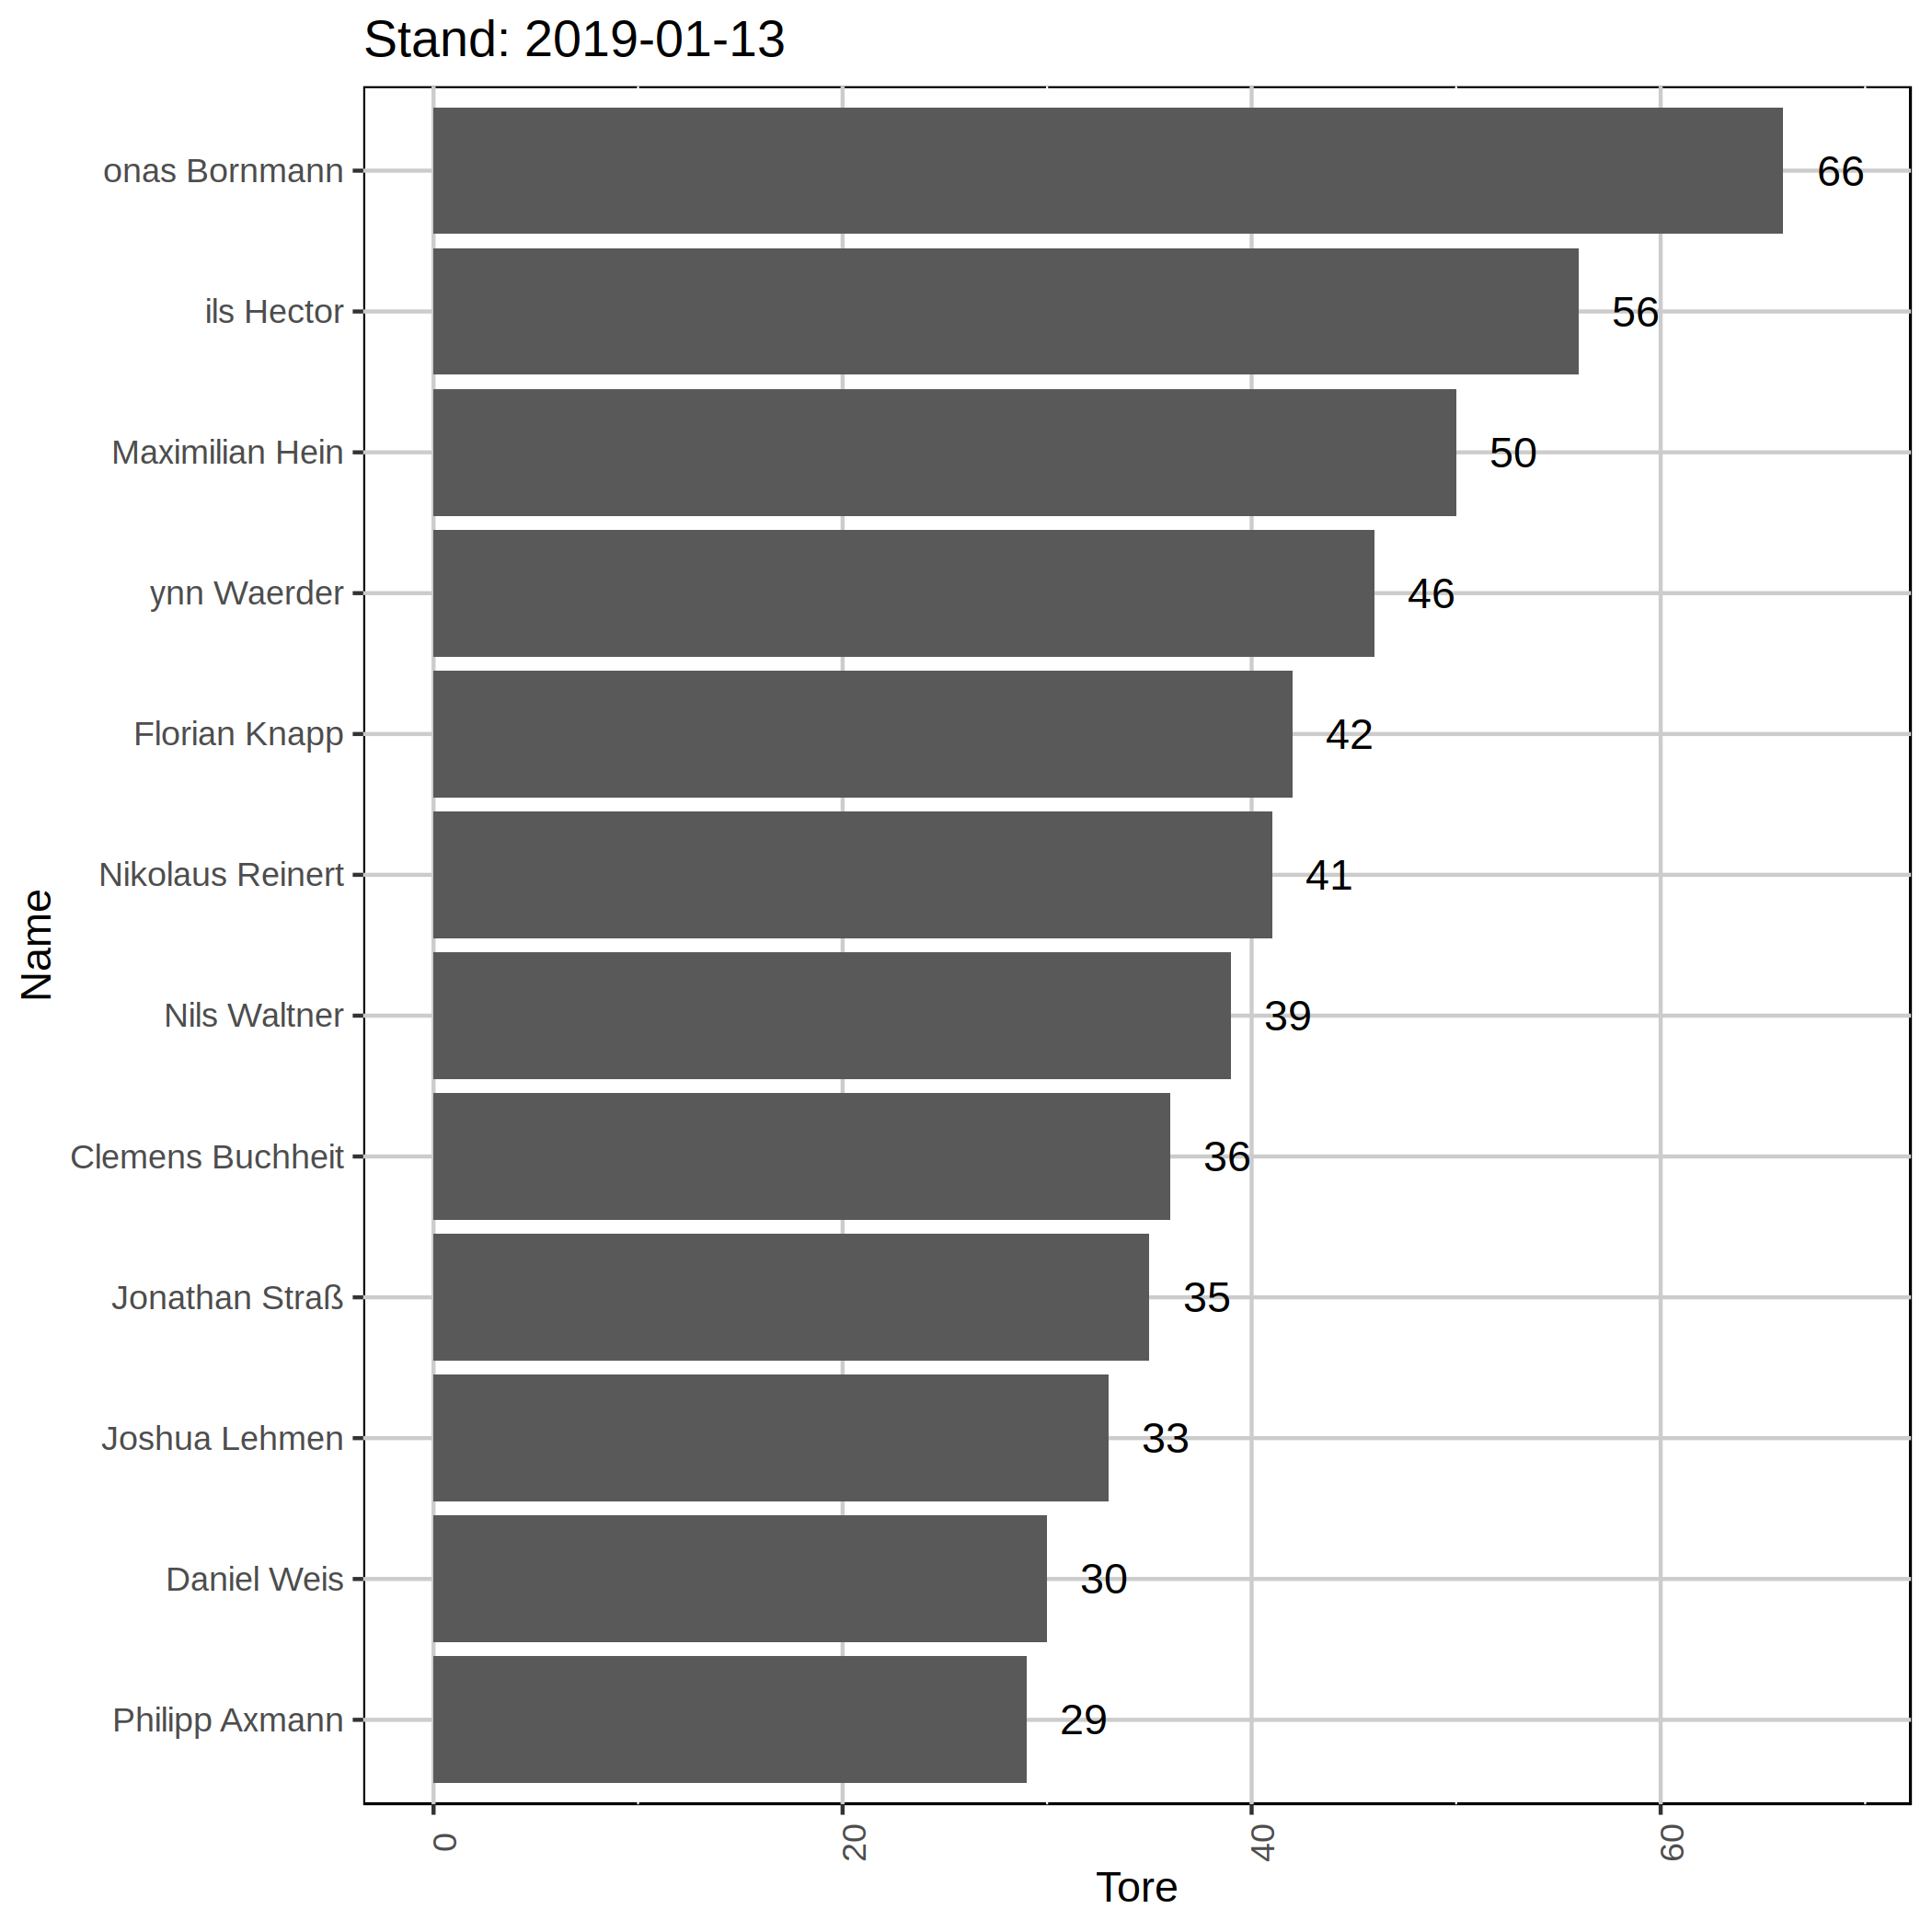 Stand: 2019-01-13
onas Bornmann 66
ils Hector 56
Maximilian Hein 50
ynn Waerder 46
Florian Knapp 42
Nikolaus Reinert 41
Nils Waltner 39
Clemens Buchheit 36
Jonathan Straß 35
Joshua Lehmen 33
Daniel Weis 30
Philipp Axmann 29
Name
0 20 40 60
Tore